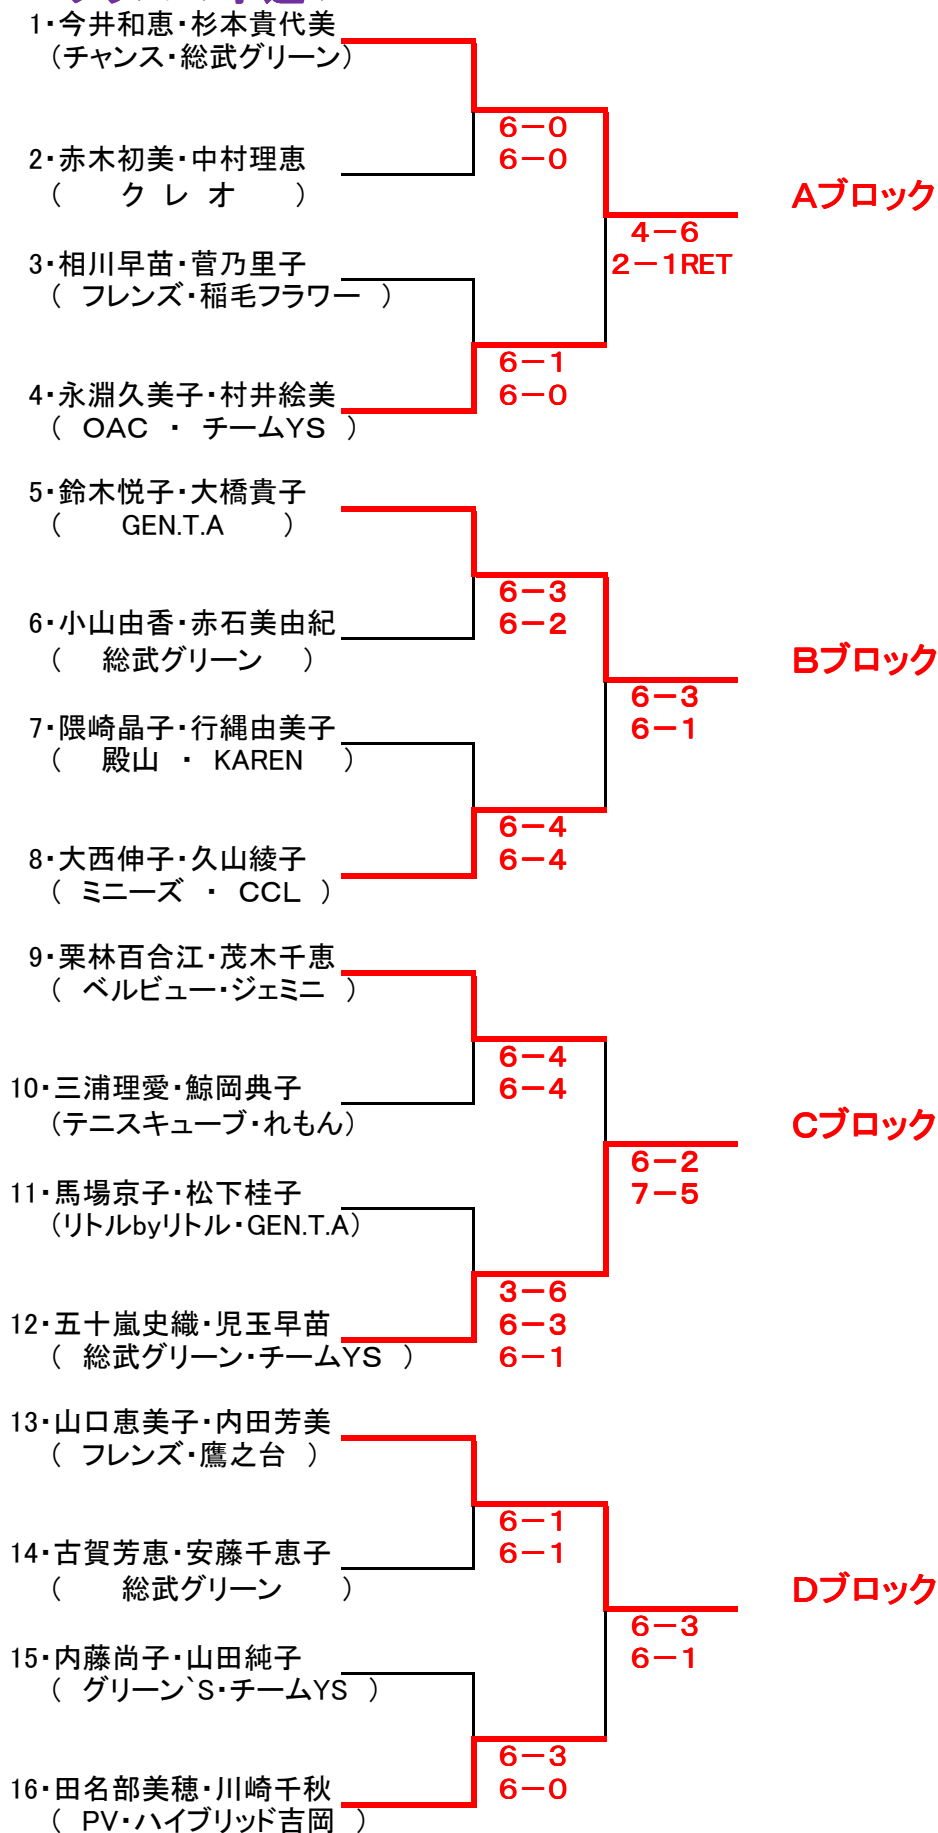 1・今井和恵・杉本貴代美
(チャンス・総武グリーン)
6－0
6－0
2・赤木初美・中村理恵
( クレオ )
Aブロック
4－6
2－1RET
3・相川早苗・菅乃里子
( フレンズ・稲毛フラワー )
6－1
6－0
4・永淵久美子・村井絵美
( OAC ・ チームYS )
5・鈴木悦子・大橋貴子
( GEN.T.A )
6－3
6－2
6・小山由香・赤石美由紀
( 総武グリーン )
Bブロック
6－3
6－1
7・隈崎晶子・行縄由美子
( 殿山 ・ KAREN )
6－4
6－4
8・大西伸子・久山綾子
( ミニーズ ・ CCL )
9・栗林百合江・茂木千恵
( ベルビュー・ジェミニ )
6－4
6－4
10・三浦理愛・鯨岡典子
(テニスキューブ・れもん)
Cブロック
6－2
7－5
11・馬場京子・松下桂子
(リトルbyリトル・GEN.T.A)
3－6
6－3
6－1
12・五十嵐史織・児玉早苗
( 総武グリーン・チームYS )
13・山口恵美子・内田芳美
( フレンズ・鷹之台 )
6－1
6－1
14・古賀芳恵・安藤千恵子
( 総武グリーン )
Dブロック
6－3
6－1
15・内藤尚子・山田純子
( グリーン`S・チームYS )
6－3
6－0
16・田名部美穂・川崎千秋
( PV・ハイブリッド吉岡 )